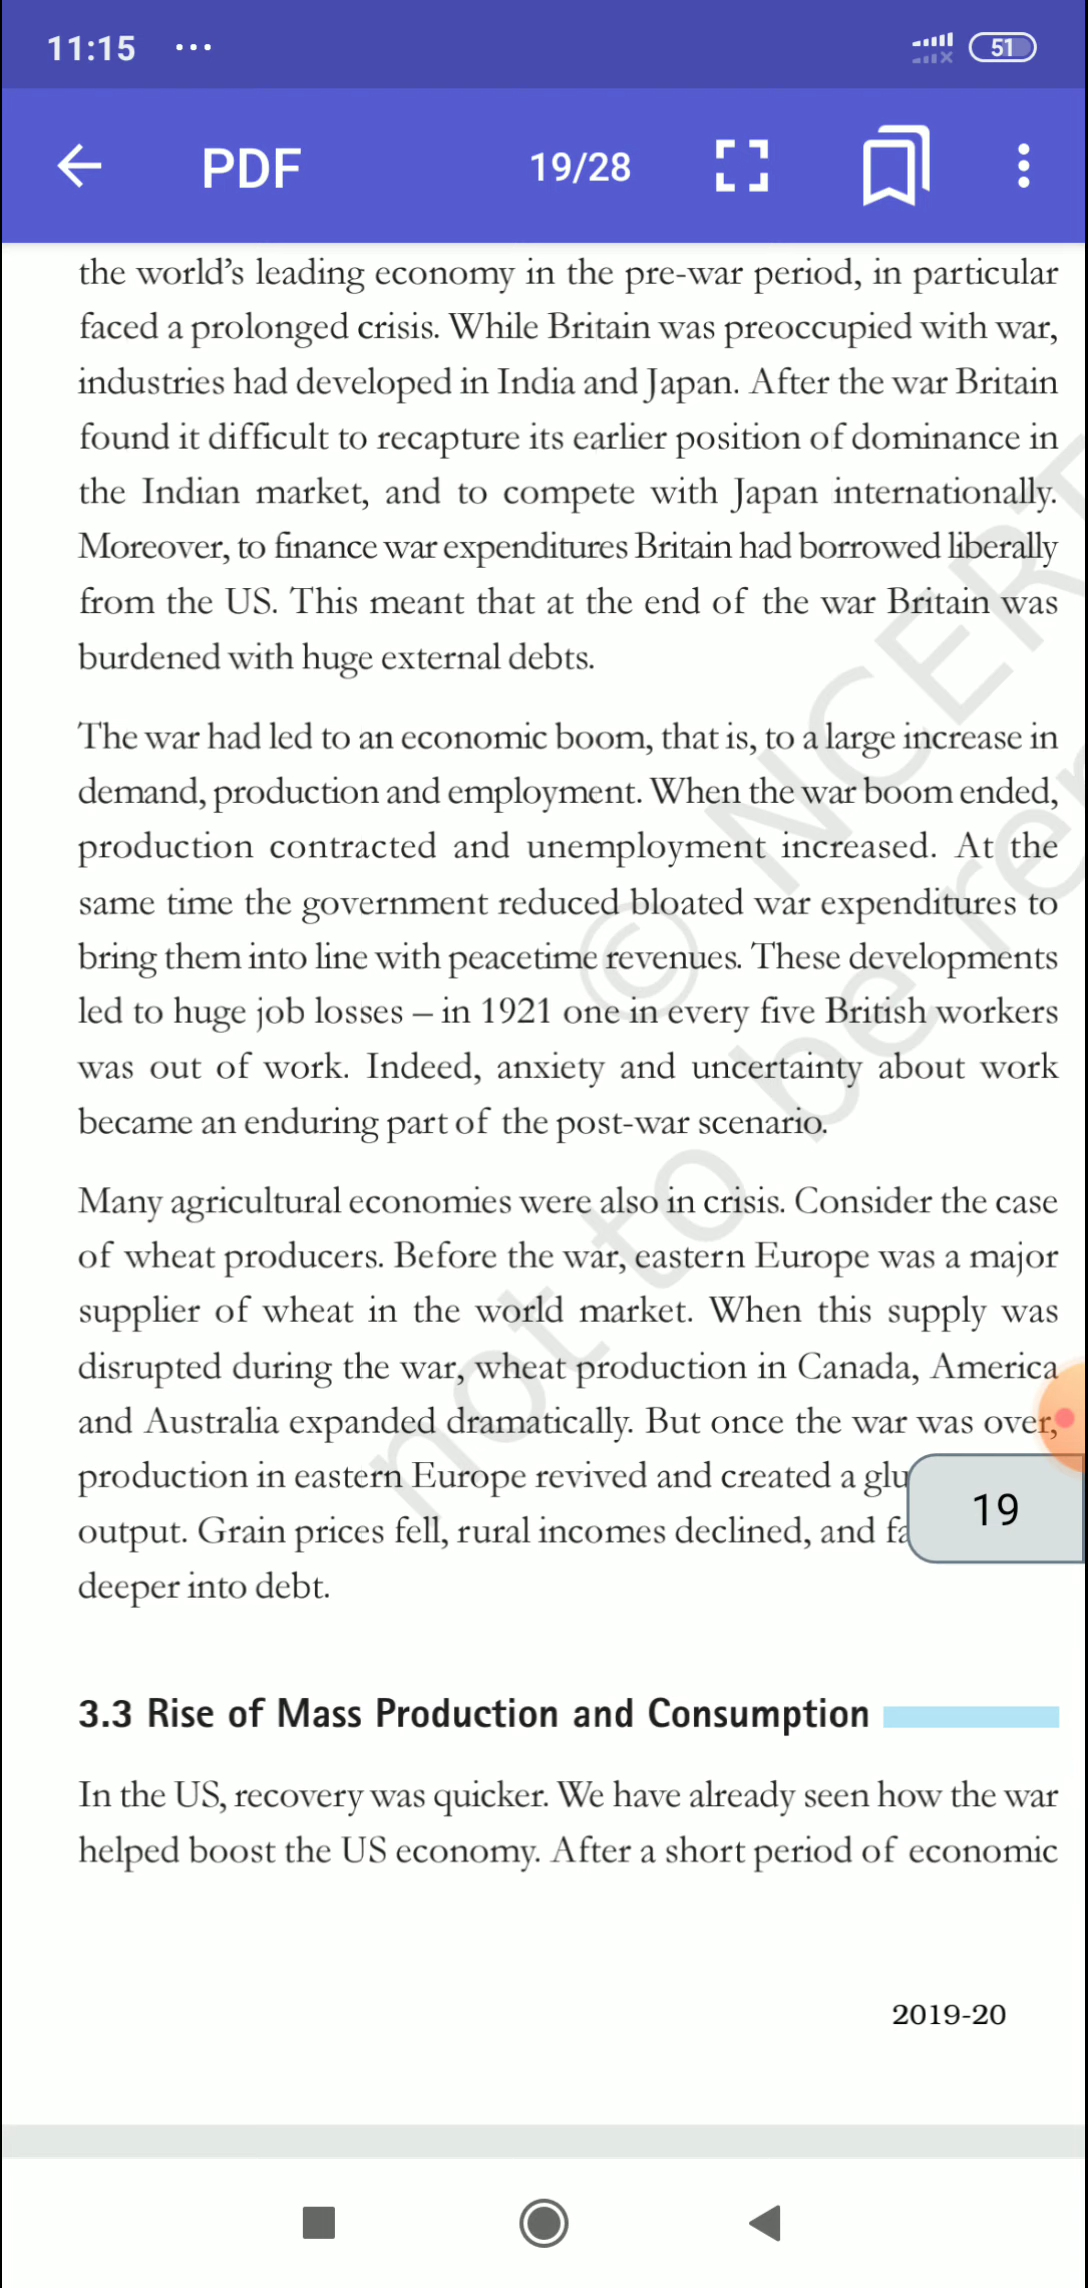 11:15 ...
51
PDF 19/28
the world’s leading economy in the pre-war period, in particular
faced a prolonged crisis. While Britain was preoccupied with war,
industries had developed in India and Japan. After the war Britain
found it difficult to recapture its earlier position of dominance in
the Indian market, and to compete with Japan internationally.
Moreover, to finance war expenditures Britain had borrowed liberally
from the US. This meant that at the end of the war Britain was
burdened with huge external debts.
The war had led to an economic boom, that is, to a large increase in
demand, production and employment. When the war boom ended,
production contracted and unemployment increased. At the
same time the government reduced bloated war expenditures to
bring them into line with peacetime revenues. These developments
led to huge job losses – in 1921 one in every five British workers
was out of work. Indeed, anxiety and uncertainty about work
became an enduring part of the post-war scenario.
Many agricultural economies were also in crisis. Consider the case
of wheat producers. Before the war, eastern Europe was a major
supplier of wheat in the world market. When this supply was
disrupted during the war, wheat production in Canada, America
and Australia expanded dramatically. But once the war was over,
production in eastern Europe revived and created a
output. Grain prices fell, rural incomes declined, and
19
deeper into debt.
3.3 Rise of Mass Production and Consumption
In the US, recovery was quicker. We have already seen how the war
helped boost the US economy. After a short period of economic
2019-20
© NCERT
not to be